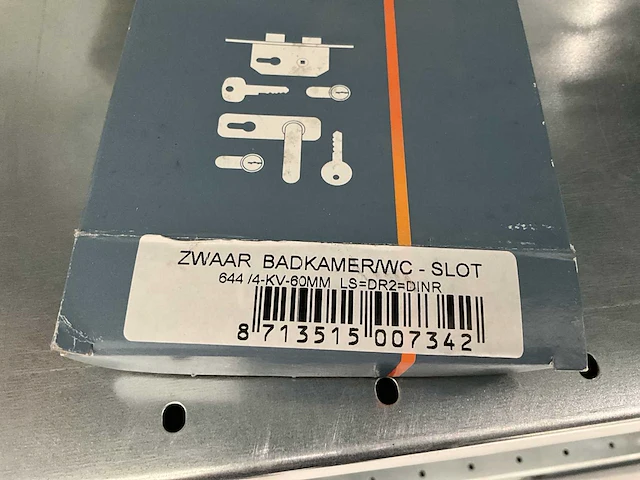 ZWAAR BADKAMER/WC - SLOT
644 /4-KV-60MM LS=DR2=DINR
8 713515 007342